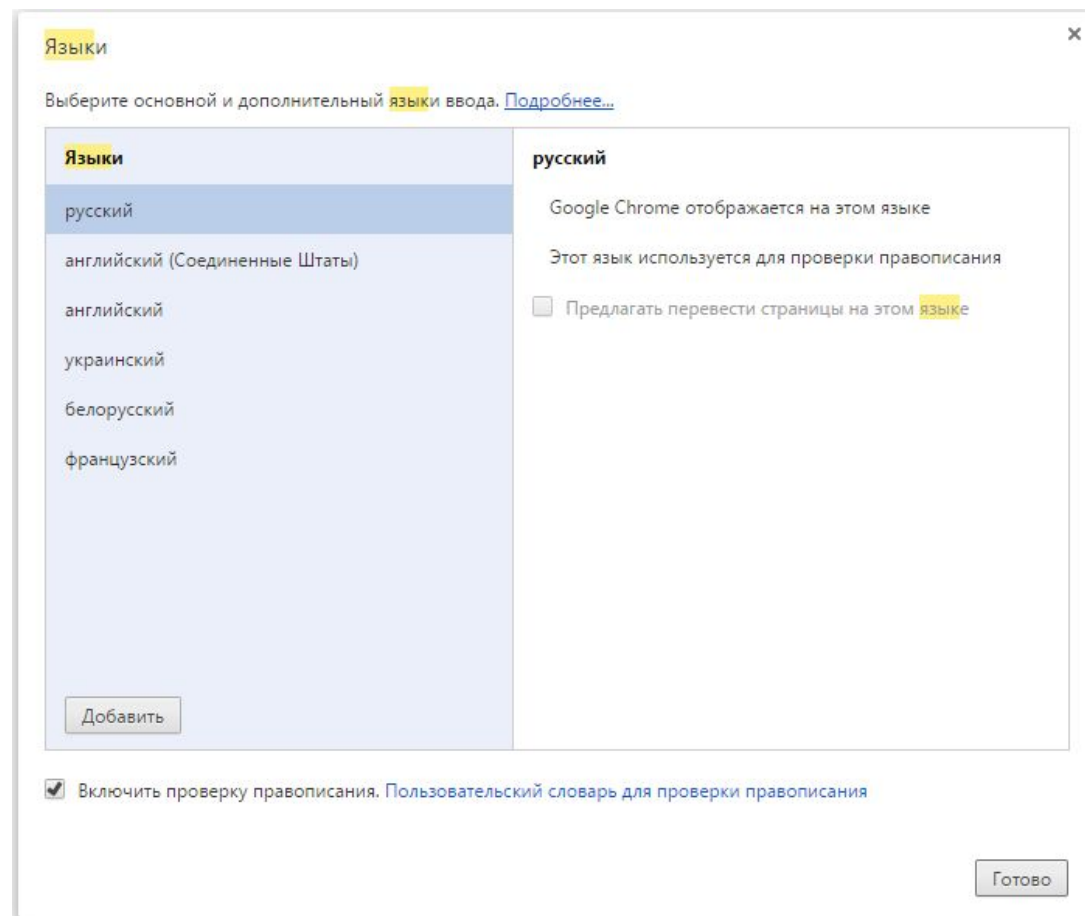 Языки
Выберите основной и дополнительный языки ввода. Подробнее...
Языки
русский
английский (Соединенные Штаты)
английский
украинский
белорусский
французский
Добавить
русский
Google Chrome отображается на этом языке
Этот язык используется для проверки правописания
Предлагать перевести страницы на этом языке
Включить проверку правописания. Пользовательский словарь для проверки правописания
Готово